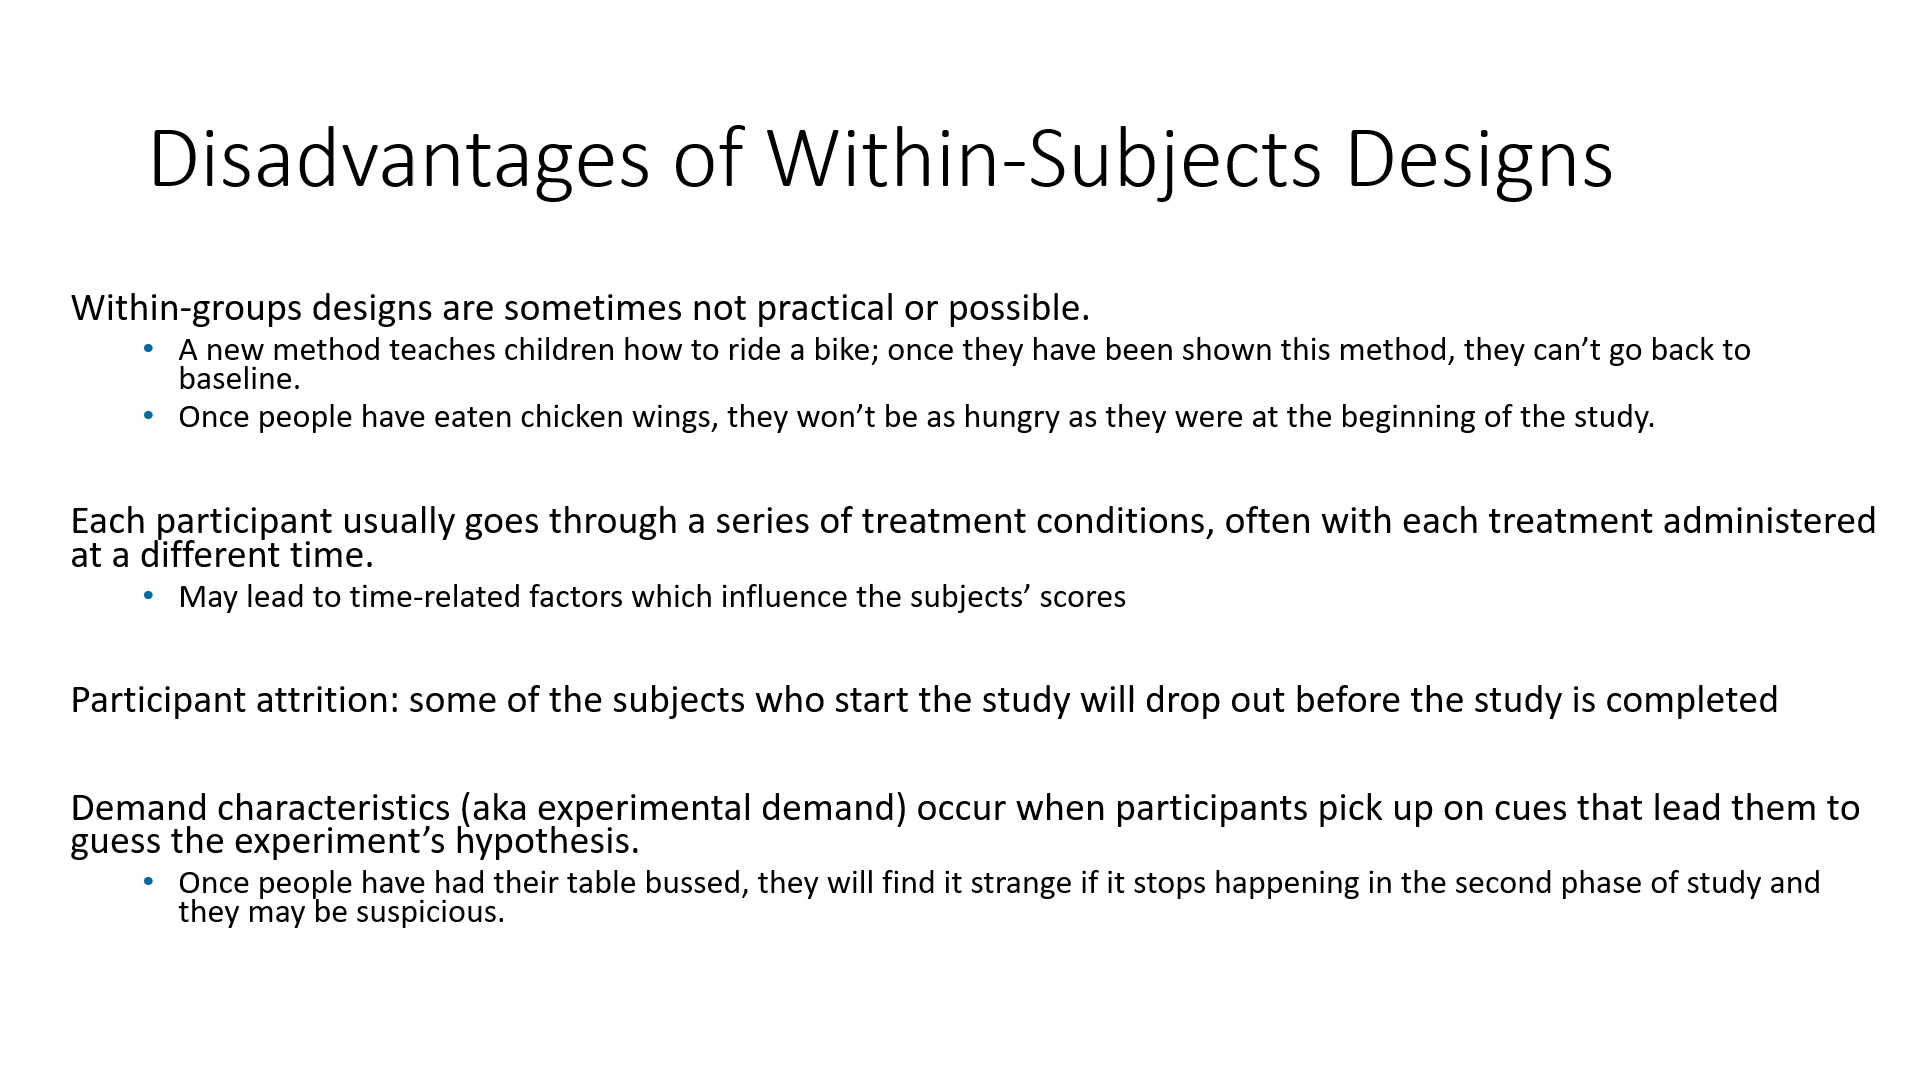 Disadvantages of Within-Subjects Designs
Within-groups designs are sometimes not practical or possible.
• A new method teaches children how to ride a bike; once they have been shown this method, they can’t go back to
baseline.
• Once people have eaten chicken wings, they won’t be as hungry as they were at the beginning of the study.
Each participant usually goes through a series of treatment conditions, often with each treatment administered
at a different time.
• May lead to time-related factors which influence the subjects’ scores
Participant attrition: some of the subjects who start the study will drop out before the study is completed
Demand characteristics (aka experimental demand) occur when participants pick up on cues that lead them to
guess the experiment’s hypothesis.
• Once people have had their table bussed, they will find it strange if it stops happening in the second phase of study and
they may be suspicious.